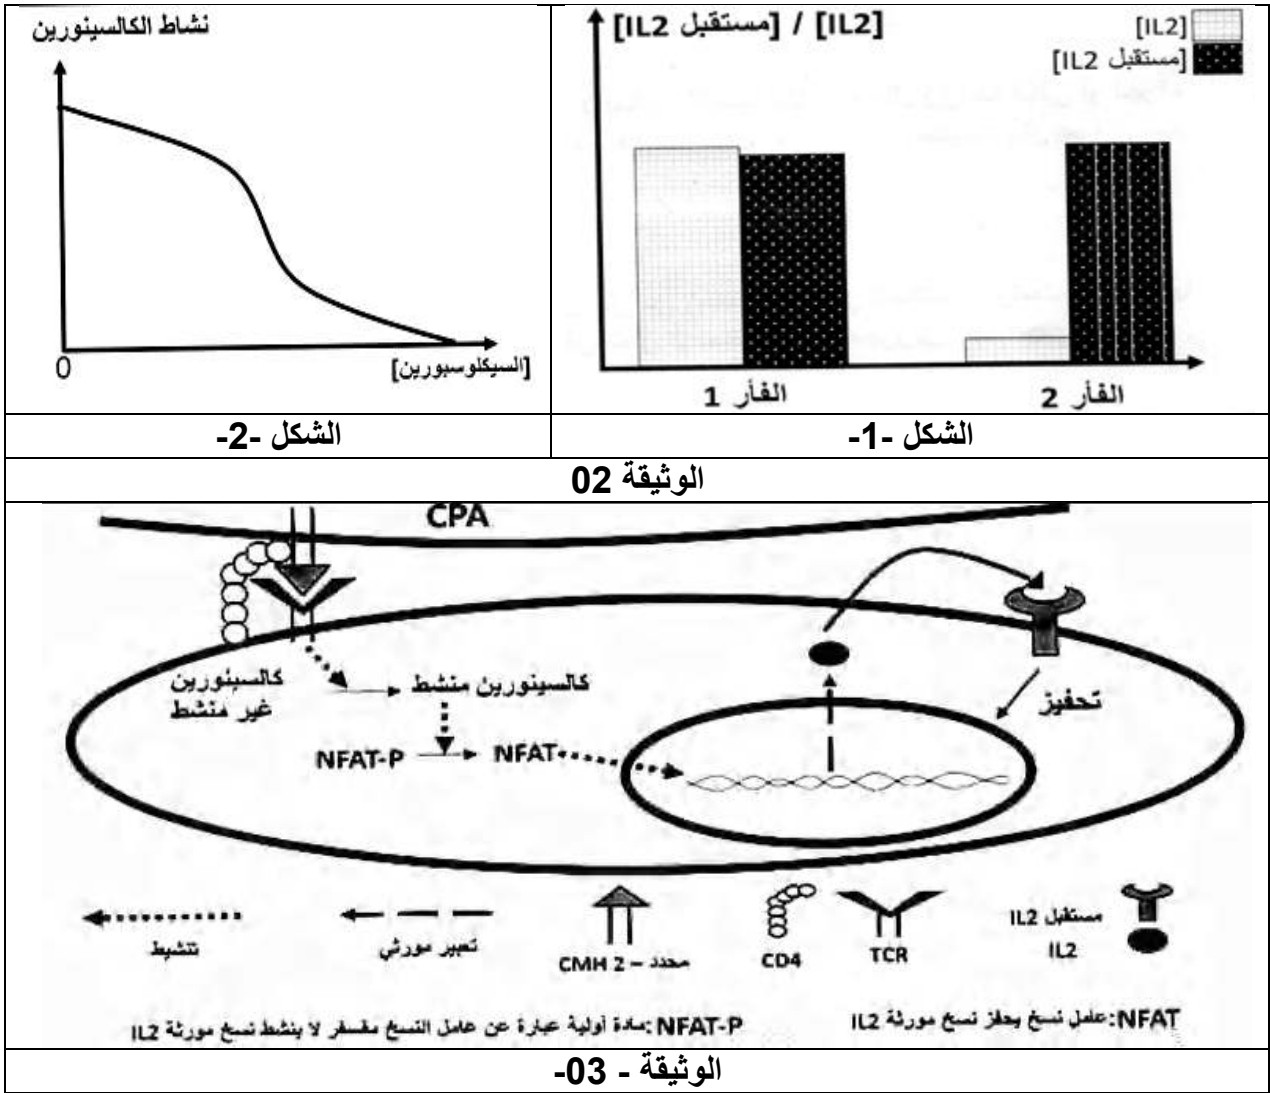 [IL2] / [مستقبل IL2]
[IL2]
[مستقبل IL2]
الفأر 1
الفأر 2
الشكل -1-
نشاط الكالسينورين
0
[السيكلوسبورين]
الشكل -2-
الوثيقة 02
CPA
كالسينورين
غير منشط
كالسينورين منشط
NFAT-P
NFAT
تحفيز
مستقبل IL2
IL2
TCR
CD4
محدد – CMH 2
تعبير مورثي
تنشيط
NFAT:عامل نسخ يحفز نسخ مورثة IL2
NFAT-P:مادة أولية عبارة عن عامل النسخ مفسفر لا ينشط نسخ مورثة IL2
الوثيقة - 03-